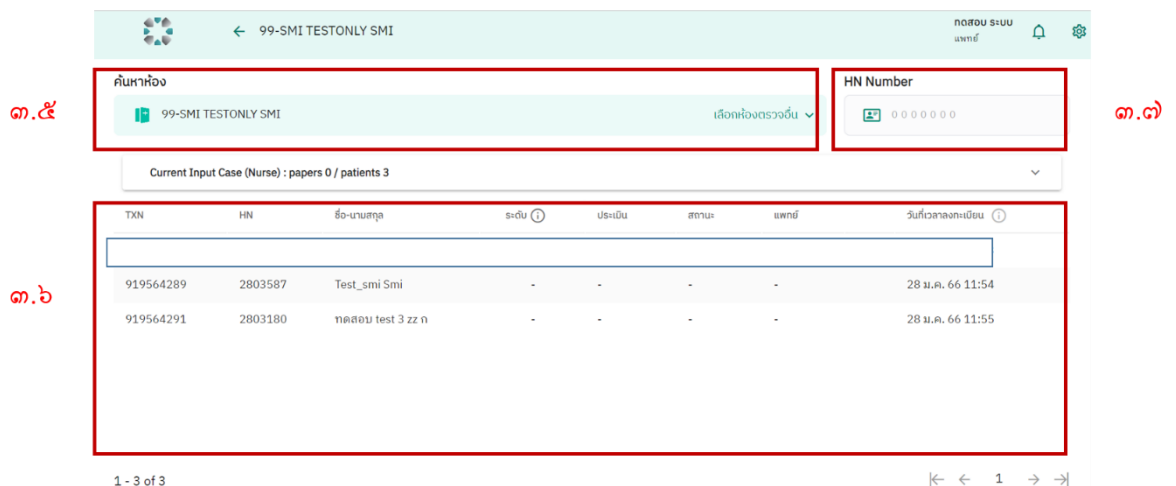 ← 99-SMI TESTONLY SMI
ทดสอบ ระบบ
แพทย์
ค้นหาห้อง
HN Number
๓.๕
99-SMI TESTONLY SMI เลือกห้องตรวจอื่น
0000000
๓.๗
Current Input Case (Nurse) : papers 0 / patients 3
TXN HN ชื่อ-นามสกุล ระดับ ประเมิน สถานะ แพทย์ วันที่เวลาลงทะเบียน
๓.๖
919564289 2803587 Test_smi Smi - - - - 28 ม.ค. 66 11:54
919564291 2803180 ทดสอบ test 3 zz ก - - - - 28 ม.ค. 66 11:55
1 - 3 of 3 1